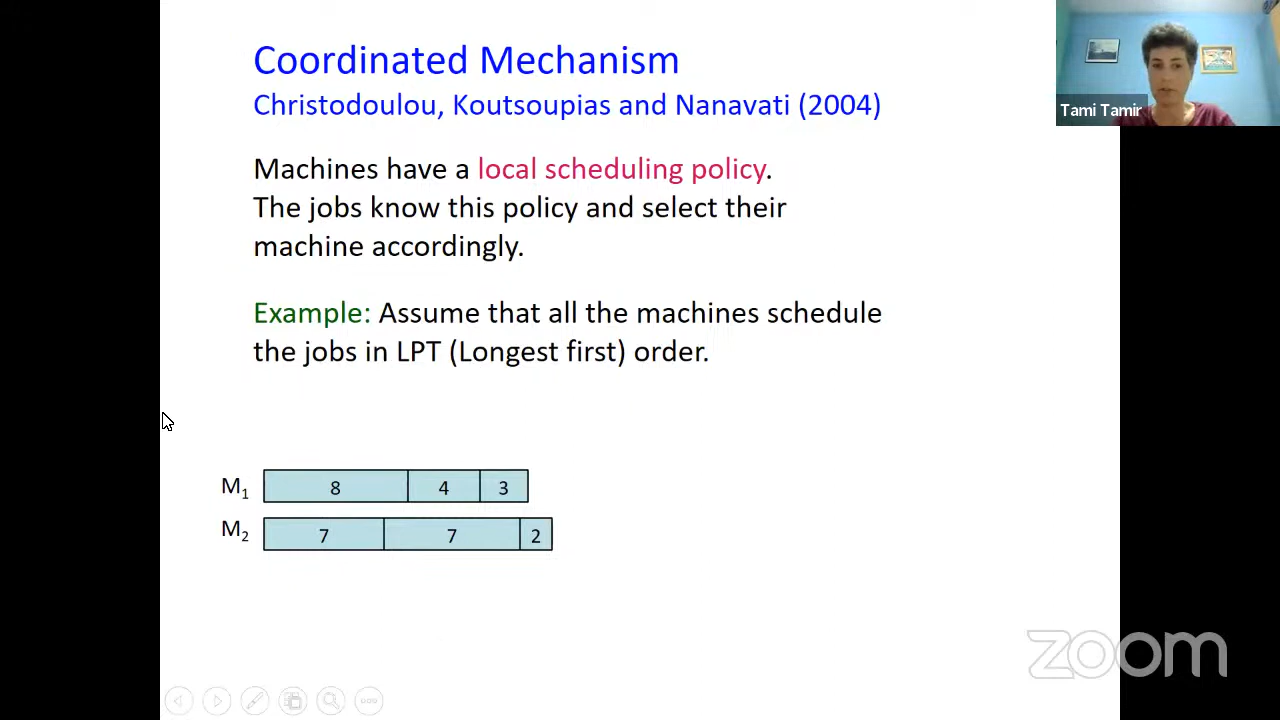 Coordinated Mechanism
Christodoulou, Koutsoupias and Nanavati (2004)
Machines have a local scheduling policy.
The jobs know this policy and select their
machine accordingly.
Example: Assume that all the machines schedule
the jobs in LPT (Longest first) order.
M1 8 4 3
M2 7 7 2
Tami Tamir
zoom